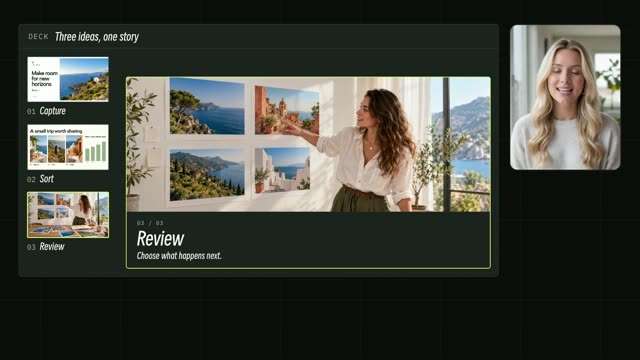 DECK Three ideas, one story
Make room
for new
horizons
01 Capture
A small trip worth sharing
02 Sort
03 Review
03 / 03
Review
Choose what happens next.